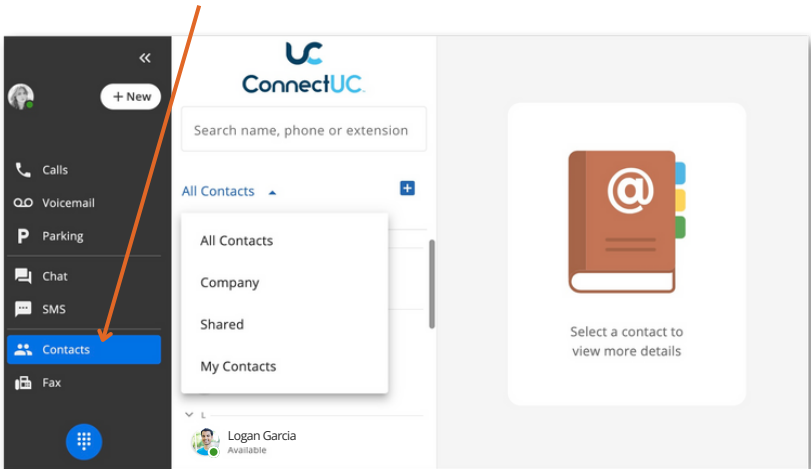 + New
Calls
Voicemail
P Parking
Chat
SMS
Contacts
Fax
UC
ConnectUC
Search name, phone or extension
All Contacts
All Contacts
Company
Shared
My Contacts
L
Logan Garcia
Available
@
Select a contact to
view more details